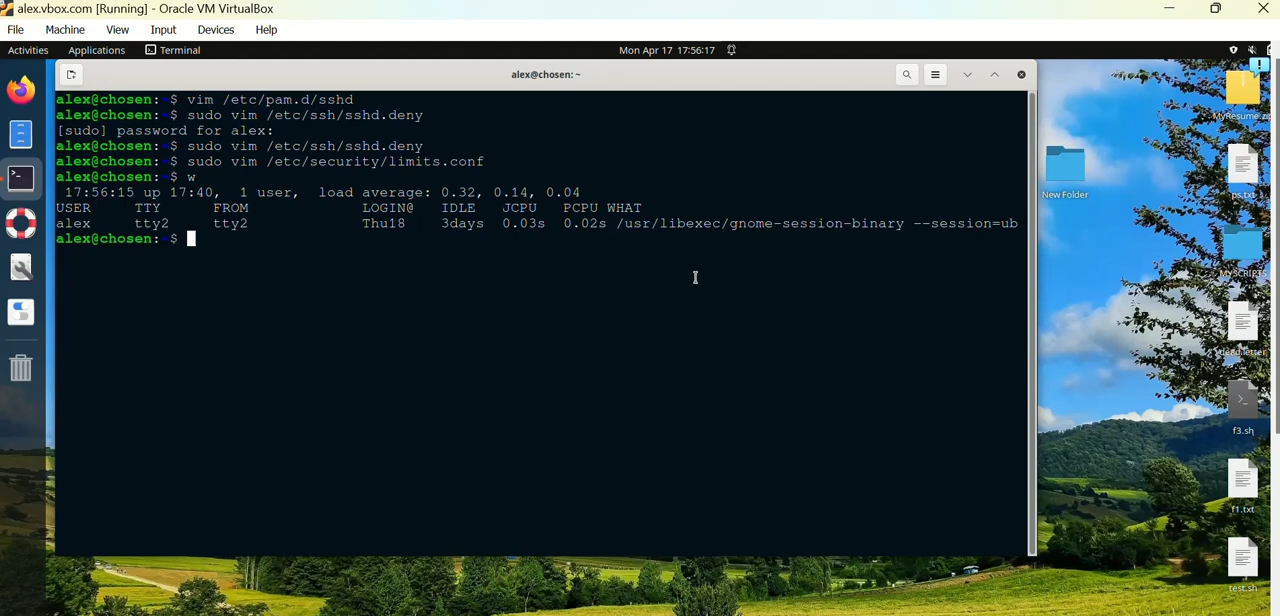 alex.vbox.com [Running] - Oracle VM VirtualBox
File Machine View Input Devices Help
Activities Applications Terminal Mon Apr 17 17:56:17
alex@chosen: ~
alex@chosen: $ vim /etc/pam.d/sshd
alex@chosen: $ sudo vim /etc/ssh/sshd.deny
[sudo] password for alex:
alex@chosen: $ sudo vim /etc/ssh/sshd.deny
alex@chosen: $ sudo vim /etc/security/limits.conf
alex@chosen: $ w
17:56:15 up 17:40, 1 user, load average: 0.32, 0.14, 0.04
USER TTY FROM LOGIN@ IDLE JCPU PCPU WHAT
alex tty2 tty2 Thu18 3days 0.03s 0.02s /usr/libexec/gnome-session-binary --session=ub
alex@chosen: $
MyResume.zip
New Folder
ps.txt
MYSCRIPTS
dead.letter
f3.sh
f1.txt
test.sh